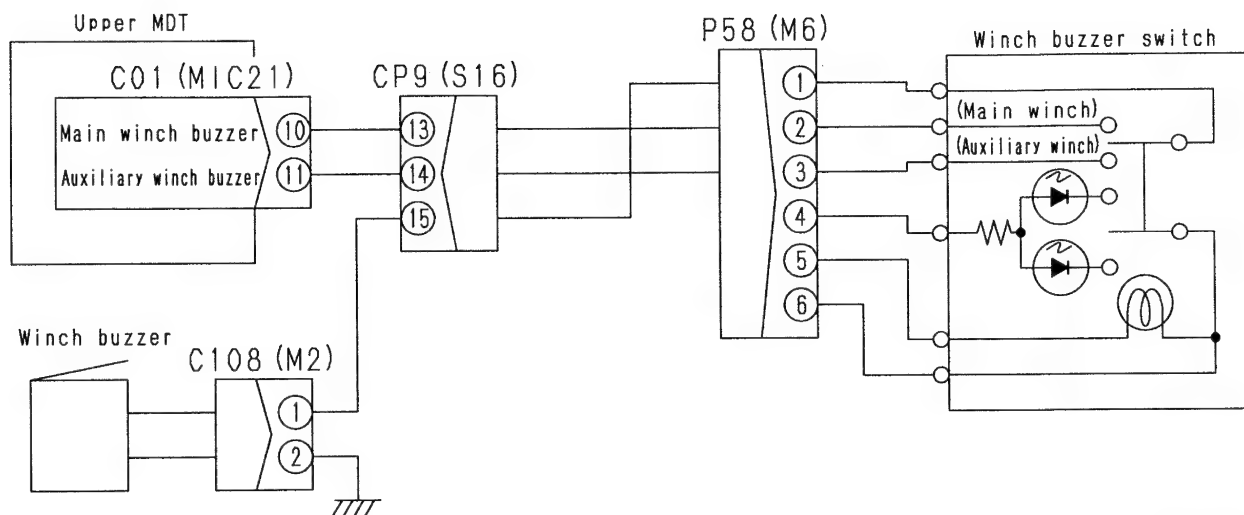 Upper MDT
C01 (MIC21)
Main winch buzzer
10
Auxiliary winch buzzer
11
CP9 (S16)
13
14
15
P58 (M6)
1
2
3
4
5
6
Winch buzzer switch
(Main winch)
(Auxiliary winch)
Winch buzzer
C108 (M2)
1
2